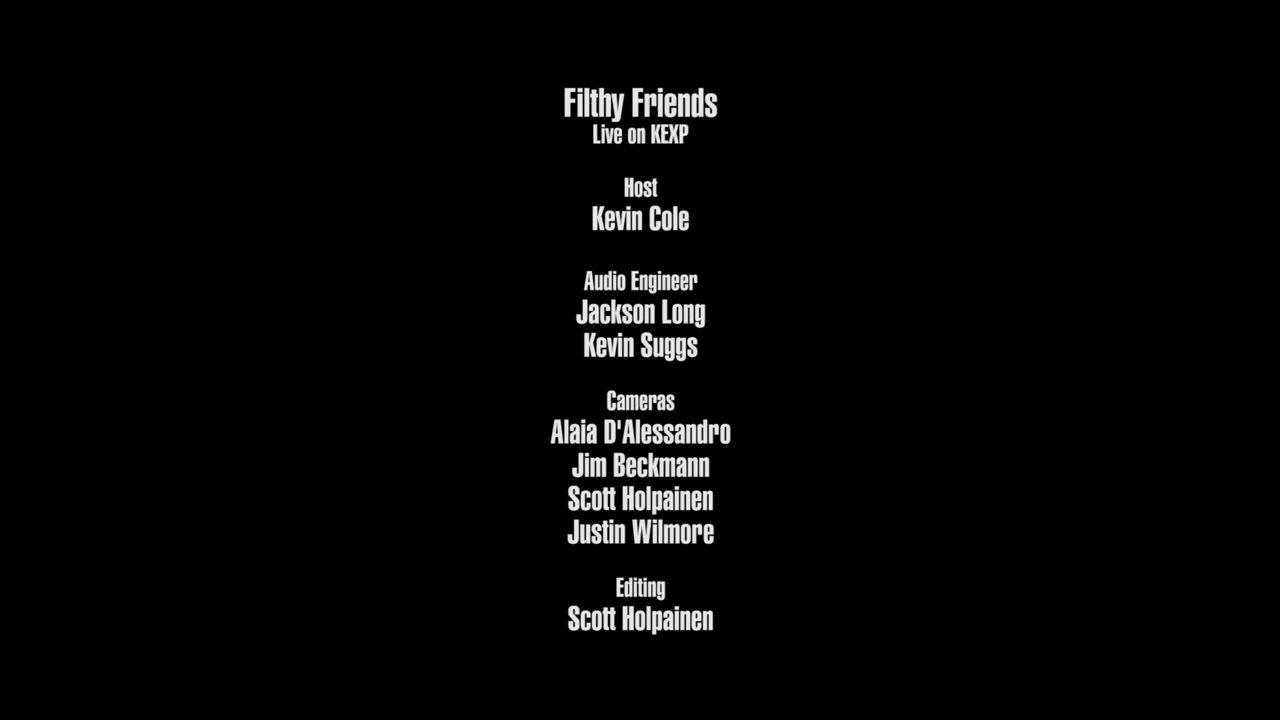 Filthy Friends
Live on KEXP
Host
Kevin Cole
Audio Engineer
Jackson Long
Kevin Suggs
Cameras
Alaia D'Alessandro
Jim Beckmann
Scott Holpainen
Justin Wilmore
Editing
Scott Holpainen